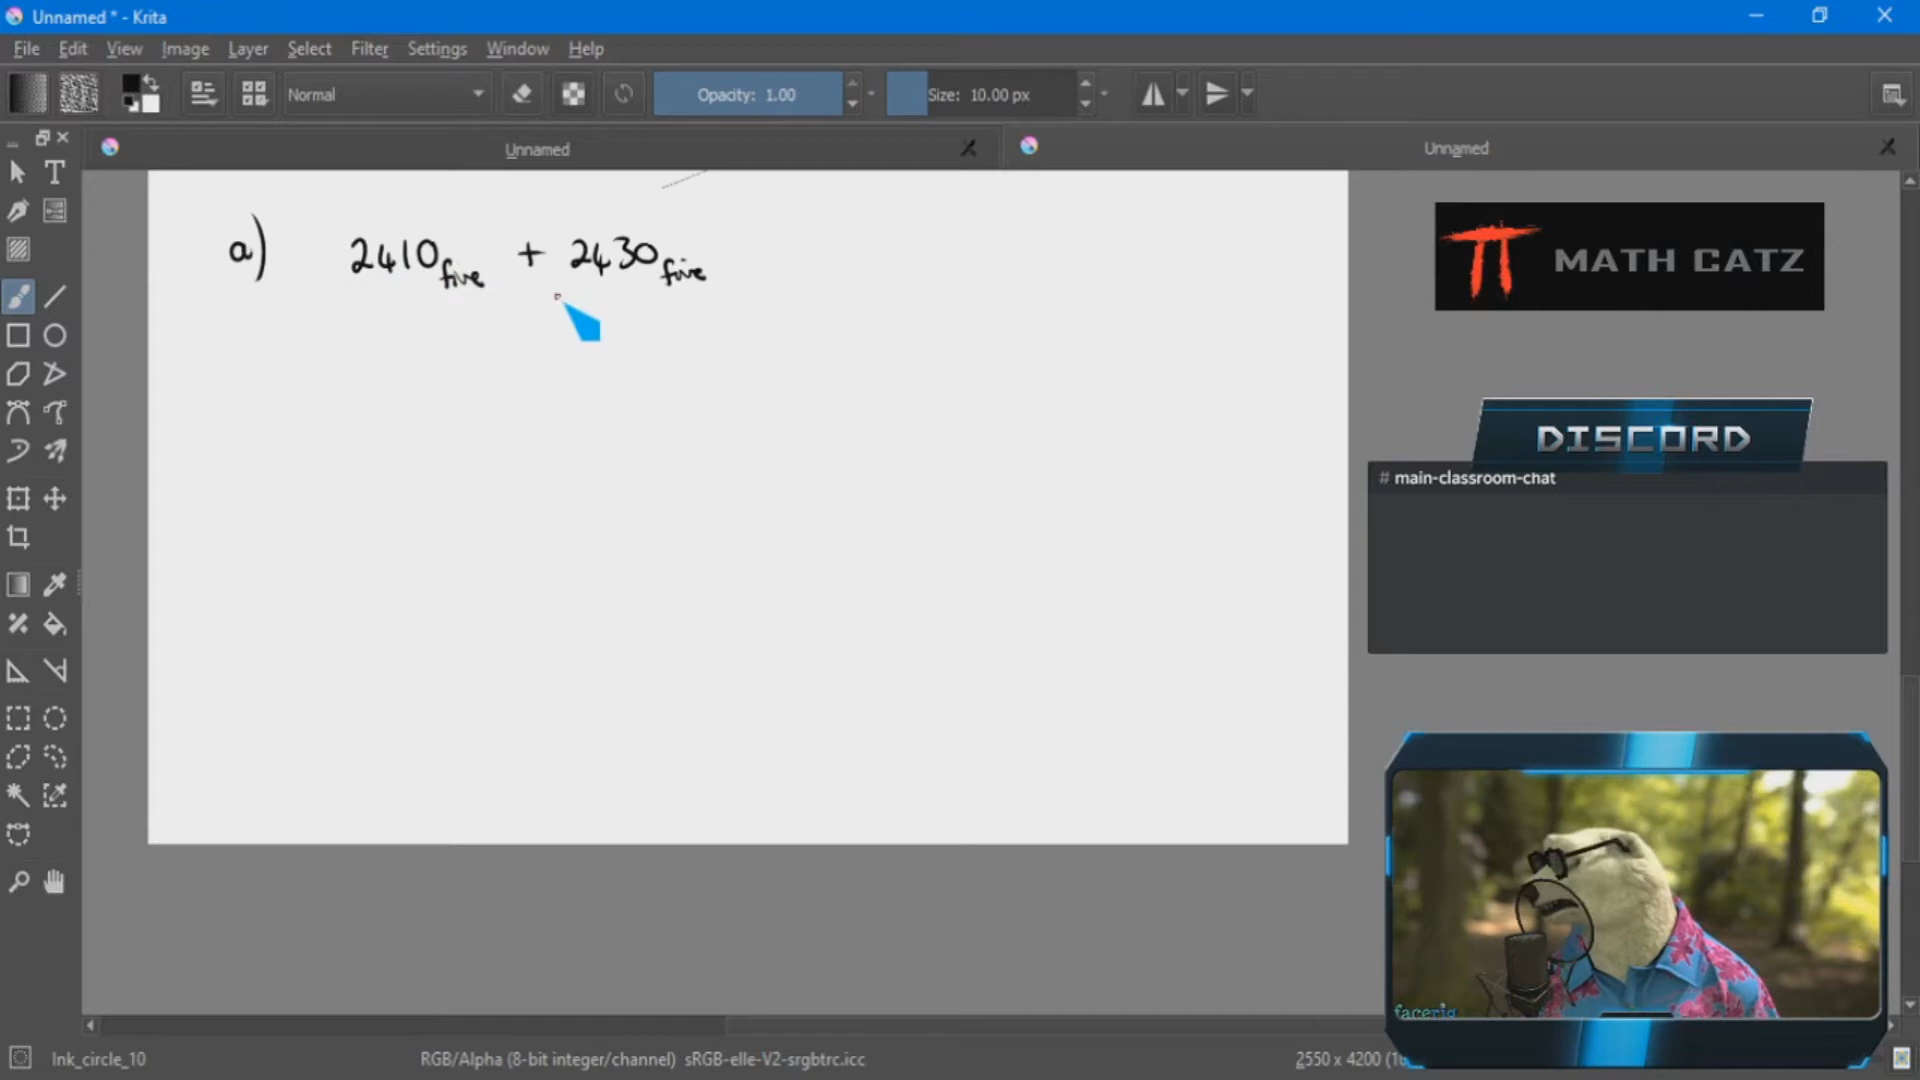 Unnamed * - Krita
File Edit View Image Layer Select Filter Settings Window Help
Normal Opacity: 1.00 Size: 10.00 px
Unnamed Unnamed
a) 2410five + 2430five
MATH CATZ
DISCORD
# main-classroom-chat
facerig
Ink_circle_10 RGB/Alpha (8-bit integer/channel) sRGB-elle-V2-srgbtrc.icc 2550 x 4200